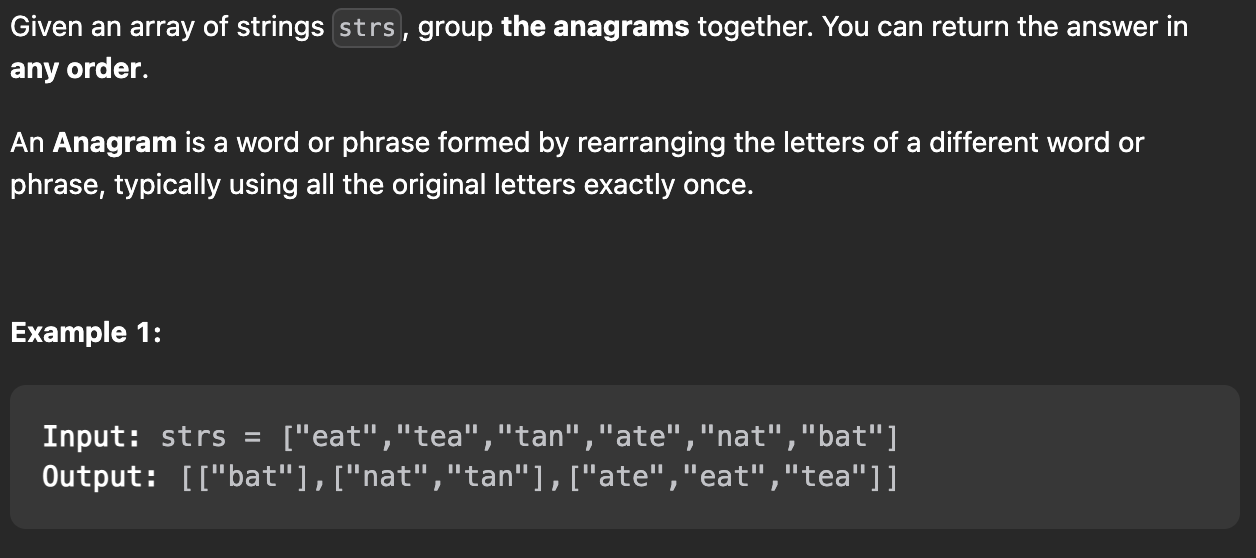 Given an array of strings strs, group the anagrams together. You can return the answer in
any order.
An Anagram is a word or phrase formed by rearranging the letters of a different word or
phrase, typically using all the original letters exactly once.
Example 1:
Input: strs = ["eat","tea","tan","ate","nat","bat"]
Output: [["bat"],["nat","tan"],["ate","eat","tea"]]